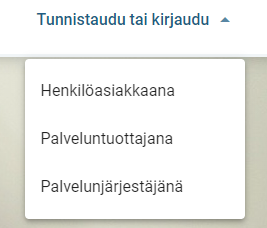 Tunnistaudu tai kirjaudu
Henkilöasiakkaana
Palveluntuottajana
Palvelunjärjestäjänä